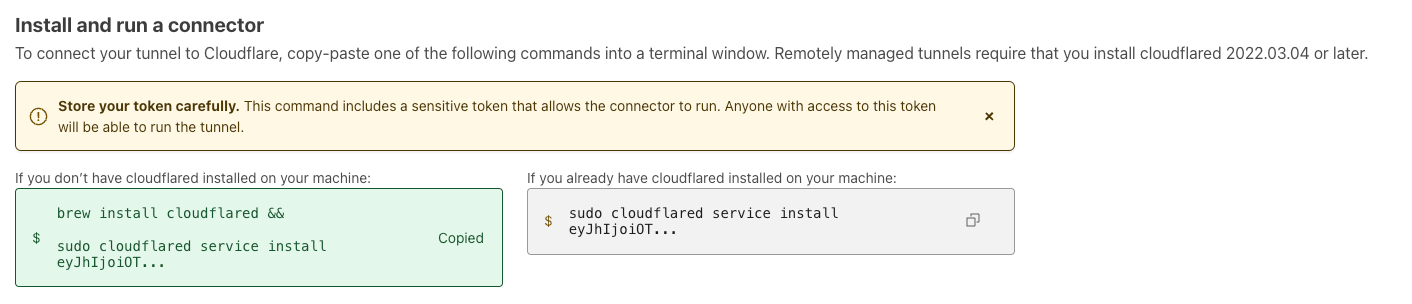 Install and run a connector
To connect your tunnel to Cloudflare, copy-paste one of the following commands into a terminal window. Remotely managed tunnels require that you install cloudflared 2022.03.04 or later.
Store your token carefully. This command includes a sensitive token that allows the connector to run. Anyone with access to this token
will be able to run the tunnel.
If you don’t have cloudflared installed on your machine:
brew install cloudflared &&
$
sudo cloudflared service install
eyJhIjoiOT...
Copied
If you already have cloudflared installed on your machine:
$ sudo cloudflared service install
eyJhIjoiOT...